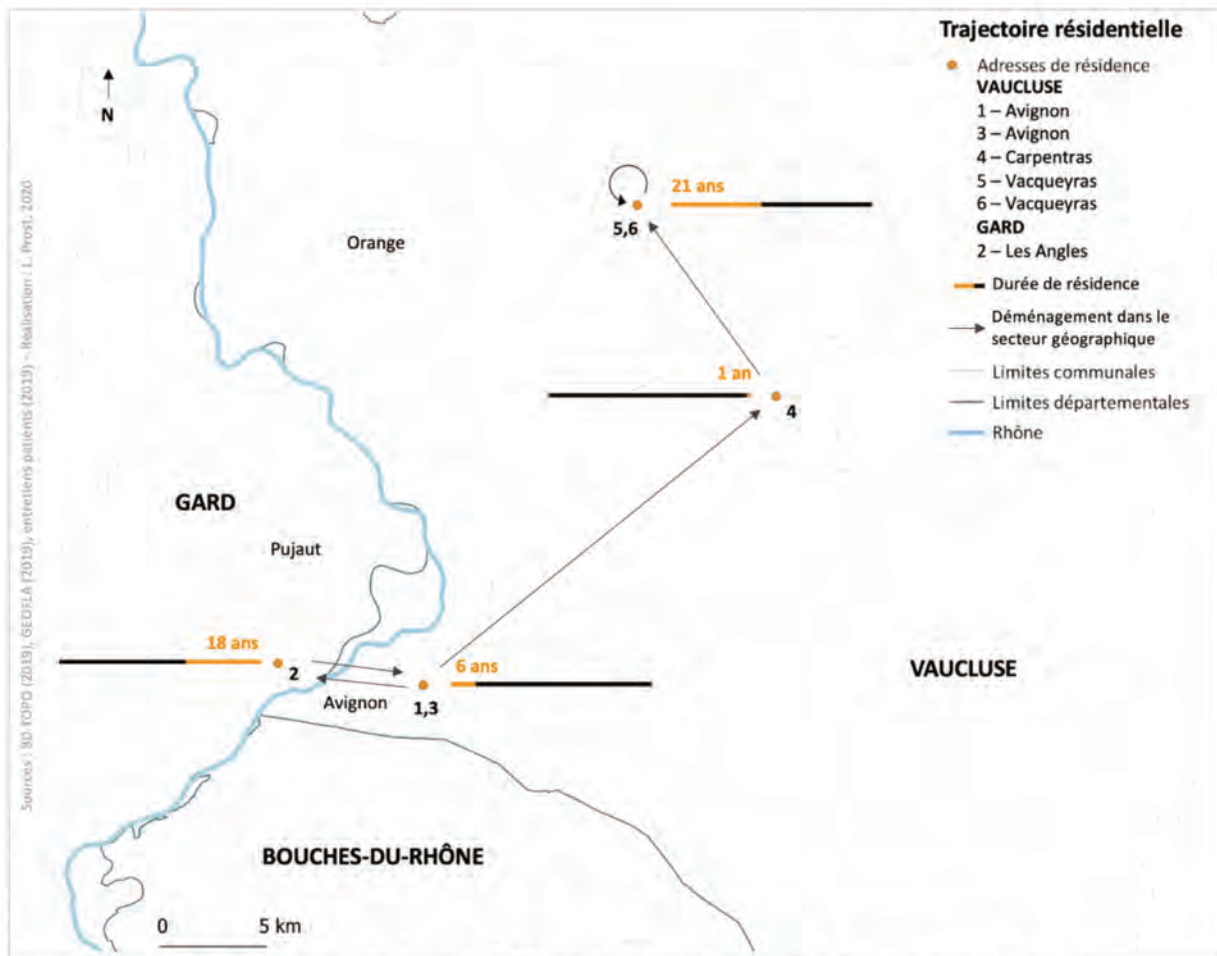 Trajectoire résidentielle
Adresses de résidence
VAUCLUSE
1 – Avignon
3 – Avignon
4 – Carpentras
5 – Vacqueyras
6 – Vacqueyras
GARD
2 – Les Angles
Durée de résidence
Déménagement dans le
secteur géographique
Limites communales
Limites départementales
Rhône
N
21 ans
5,6
Orange
1 an
4
GARD
Pujaut
18 ans
2
6 ans
Avignon
1,3
VAUCLUSE
BOUCHES-DU-RHÔNE
0 5 km
Sources : BD TOPO (2019), GEOFLA (2019), entretiens patients (2019) - Réalisation : L. Prost, 2020